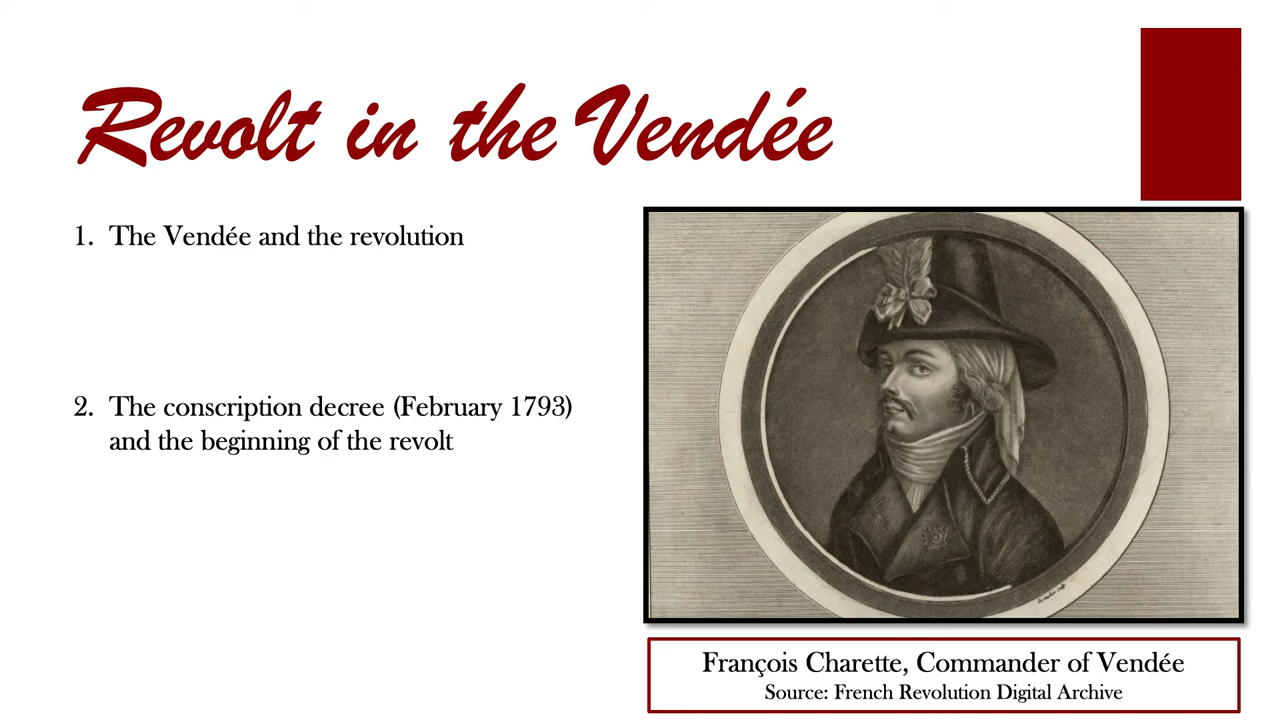 Revolt in the Vendée
1. The Vendée and the revolution
2. The conscription decree (February 1793)
and the beginning of the revolt
François Charette, Commander of Vendée
Source: French Revolution Digital Archive